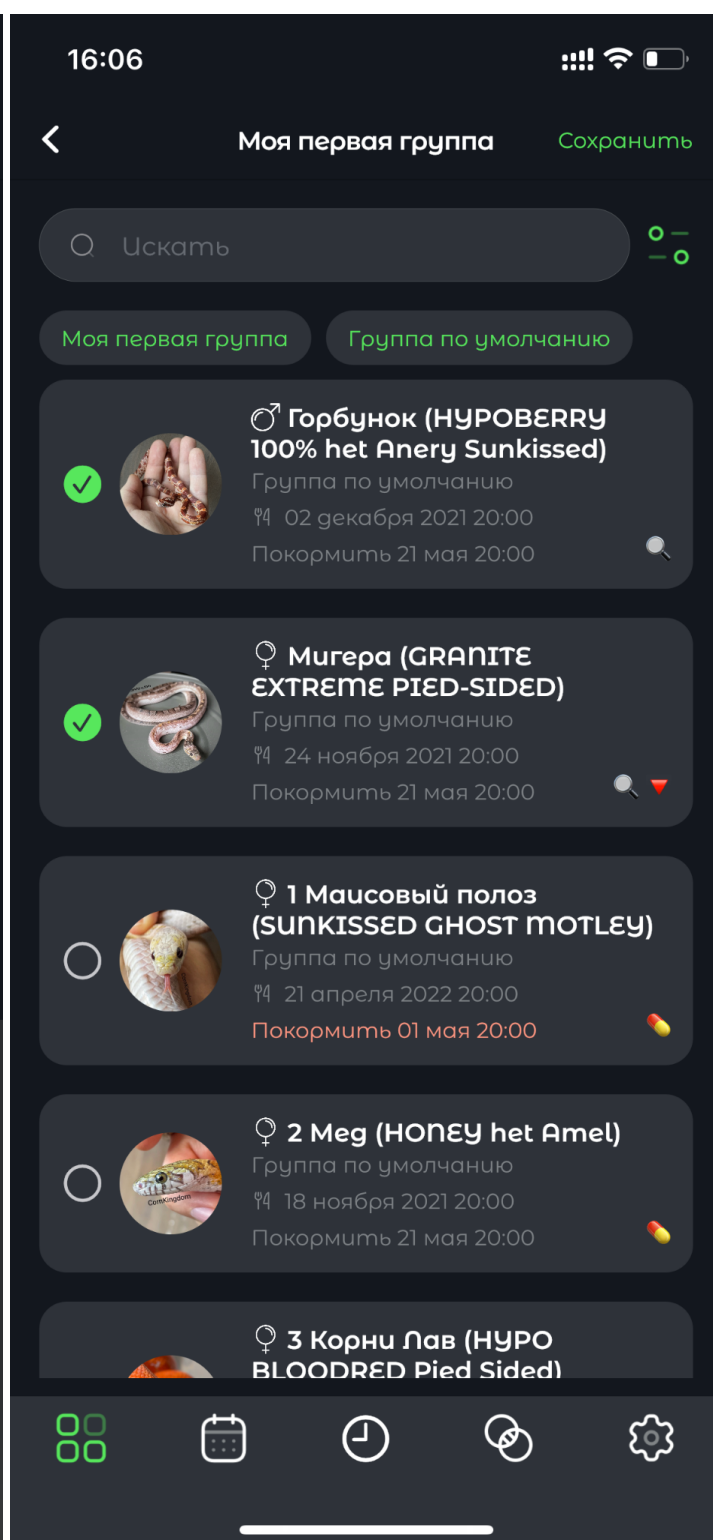 16:06
Моя первая группа
Сохранить
Искать
Моя первая группа
Группа по умолчанию
Горбунок (HYPOBERRY
100% het Anery Sunkissed)
Группа по умолчанию
02 декабря 2021 20:00
Покормить 21 мая 20:00
Мигера (GRANITE
EXTREME PIED-SIDED)
Группа по умолчанию
24 ноября 2021 20:00
Покормить 21 мая 20:00
1 Маисовый полоз
(SUNKISSED GHOST MOTLEY)
Группа по умолчанию
21 апреля 2022 20:00
Покормить 01 мая 20:00
2 Мед (HONEY het Amel)
Группа по умолчанию
18 ноября 2021 20:00
Покормить 21 мая 20:00
CornKingdom
3 Корни Лав (HYPO
BLOODRED Pied Sided)